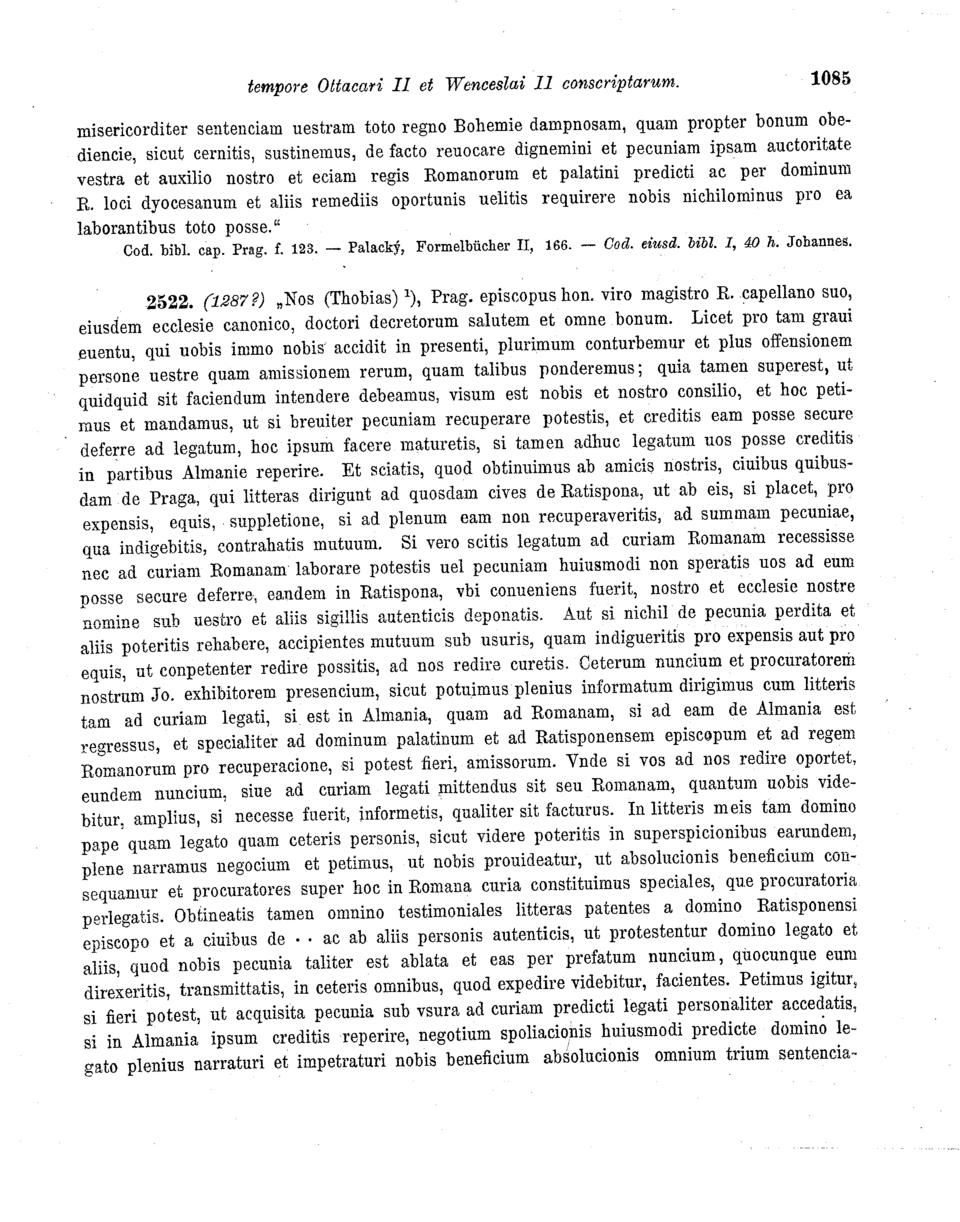 tempore Ottacari II et Wenceslai II conscriptarum. 1085
misericorditer sentenciam uestram toto regno Bohemie dampnosam, quam propter bonum obe-
diencie, sicut cernitis, sustinemus, de facto reuocare dignemini et pecuniam ipsam auctoritate
vestra et auxilio nostro et eciam regis Romanorum et palatini predicti ac per dominum
R. loci dyocesanum et aliis remediis oportunis uelitis requirere nobis nichilominus pro ea
laborantibus toto posse.“
Cod. bibl. cap. Prag. f. 123. — Palacký, Formelbücher II, 166. — Cod. eiusd. bibl. I, 40 h. Johannes.
2522. (1287?) „Nos (Thobias) ¹), Prag. episcopus hon. viro magistro R. capellano suo,
eiusdem ecclesie canonico, doctori decretorum salutem et omne bonum. Licet pro tam graui
euentu, qui uobis immo nobis accidit in presenti, plurimum conturbemur et plus offensionem
persone uestre quam amissionem rerum, quam talibus ponderemus; quia tamen superest, ut
quidquid sit faciendum intendere debeamus, visum est nobis et nostro consilio, et hoc peti-
mus et mandamus, ut si breuiter pecuniam recuperare potestis, et creditis eam posse secure
deferre ad legatum, hoc ipsum facere maturetis, si tamen adhuc legatum uos posse creditis
in partibus Almanie reperire. Et sciatis, quod obtinuimus ab amicis nostris, ciuibus quibus-
dam de Praga, qui litteras dirigunt ad quosdam cives de Ratispona, ut ab eis, si placet, pro
expensis, equis, suppletione, si ad plenum eam non recuperaveritis, ad summam pecuniae,
qua indigebitis, contrahatis mutuum. Si vero scitis legatum ad curiam Romanam recessisse
nec ad curiam Romanam laborare potestis uel pecuniam huiusmodi non speratis uos ad eum
posse secure deferre, eandem in Ratispona, vbi conueniens fuerit, nostro et ecclesie nostre
nomine sub uestro et aliis sigillis autenticis deponatis. Aut si nichil de pecunia perdita et
aliis poteritis rehabere, accipientes mutuum sub usuris, quam indigueritis pro expensis aut pro
equis, ut conpetenter redire possitis, ad nos redire curetis. Ceterum nuncium et procuratorem
nostrum Jo. exhibitorem presencium, sicut potuimus plenius informatum dirigimus cum litteris
tam ad curiam legati, si est in Almania, quam ad Romanam, si ad eam de Almania est
regressus, et specialiter ad dominum palatinum et ad Ratisponensem episcopum et ad regem
Romanorum pro recuperacione, si potest fieri, amissorum. Vnde si vos ad nos redire oportet,
eundem nuncium, siue ad curiam legati mittendus sit seu Romanam, quantum uobis vide-
bitur, amplius, si necesse fuerit, informetis, qualiter sit facturus. In litteris meis tam domino
pape quam legato quam ceteris personis, sicut videre poteritis in superspicionibus earundem,
plene narramus negocium et petimus, ut nobis prouideatur, ut absolucionis beneficium con-
sequamur et procuratores super hoc in Romana curia constituimus speciales, que procuratoria
perlegatis. Obtineatis tamen omnino testimoniales litteras patentes a domino Ratisponensi
episcopo et a ciuibus de · · ac ab aliis personis autenticis, ut protestentur domino legato et
aliis, quod nobis pecunia taliter est ablata et eas per prefatum nuncium, quocunque eum
direxeritis, transmittatis, in ceteris omnibus, quod expedire videbitur, facientes. Petimus igitur,
si fieri potest, ut acquisita pecunia sub vsura ad curiam predicti legati personaliter accedatis,
si in Almania ipsum creditis reperire, negotium spoliacionis huiusmodi predicte domino le-
gato plenius narraturi et impetraturi nobis beneficium absolucionis omnium trium sentencia-